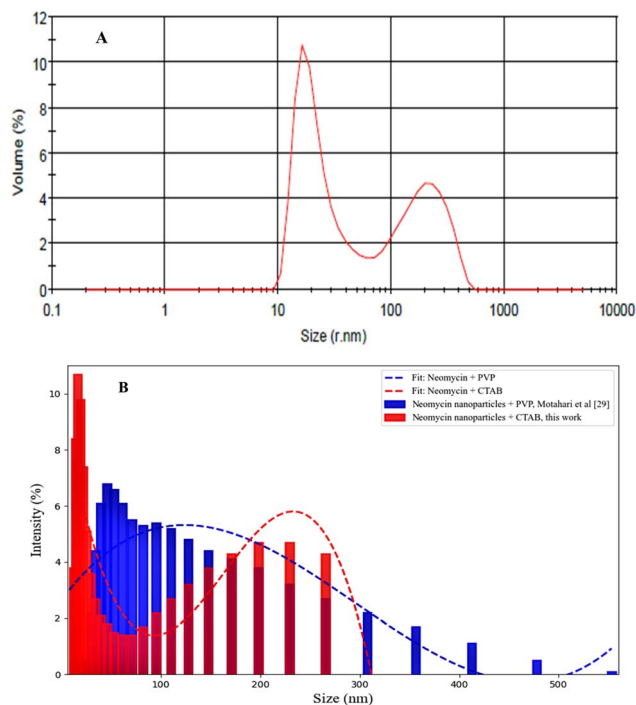 A
12
10
8
6
4
2
0
Volume (%)
0.1 1 10 100 1000 10000
Size (r.nm)
B
Fit: Neomycin + PVP
Fit: Neomycin + CTAB
Neomycin nanoparticles + PVP, Motahari et al [29]
Neomycin nanoparticles + CTAB, this work
10
8
6
4
2
0
Intensity (%)
100 200 300 400 500
Size (nm)